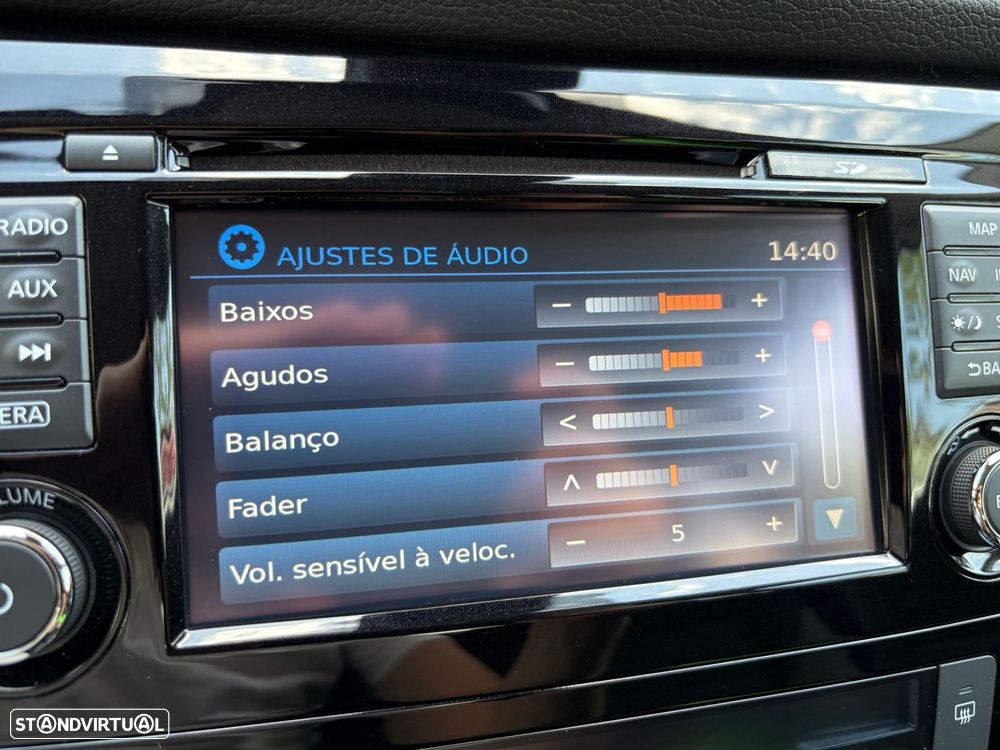 SD
RADIO
MAP
AJUSTES DE ÁUDIO 14:40
AUX
NAV
Baixos - +
Agudos - +
Balanço < >
Fader
Vol. sensível à veloc. - 5 +
ERA
BA
VOLUME
STANDVIRTUAL